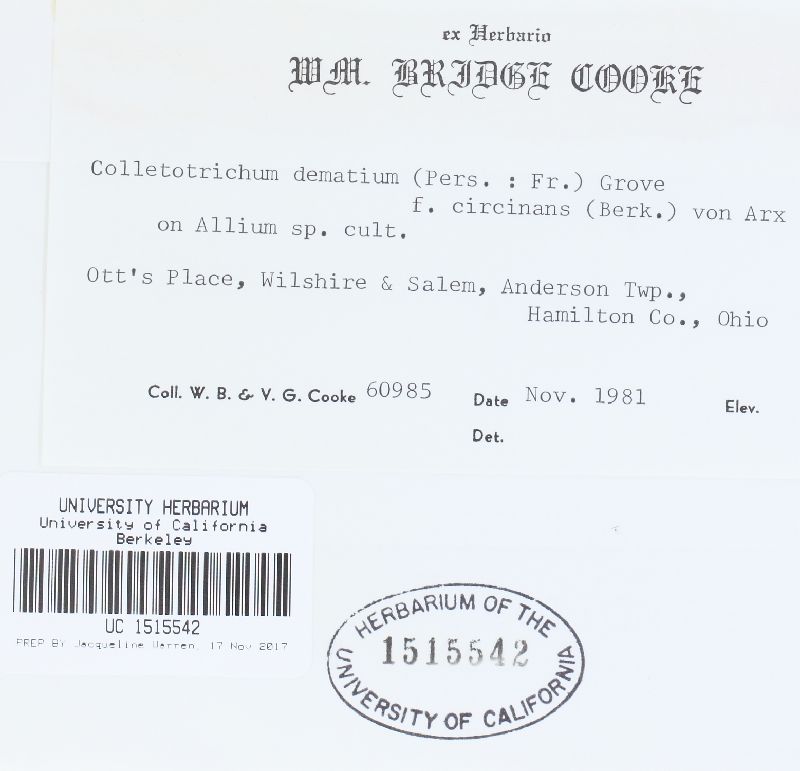 ex Herbario
WM. BRIDGE COOKE
Colletotrichum dematium (Pers. : Fr.) Grove
f. circinans (Berk.) von Arx
on Allium sp. cult.
Ott's Place, Wilshire & Salem, Anderson Twp.,
Hamilton Co., Ohio
Coll. W. B. & V. G. Cooke 60985 Date Nov. 1981 Elev.
Det.
UNIVERSITY HERBARIUM
University of California
Berkeley
UC 1515542
PREP BY Jacqueline Warren, 17 Nov 2017
HERBARIUM OF THE
1515542
UNIVERSITY OF CALIFORNIA